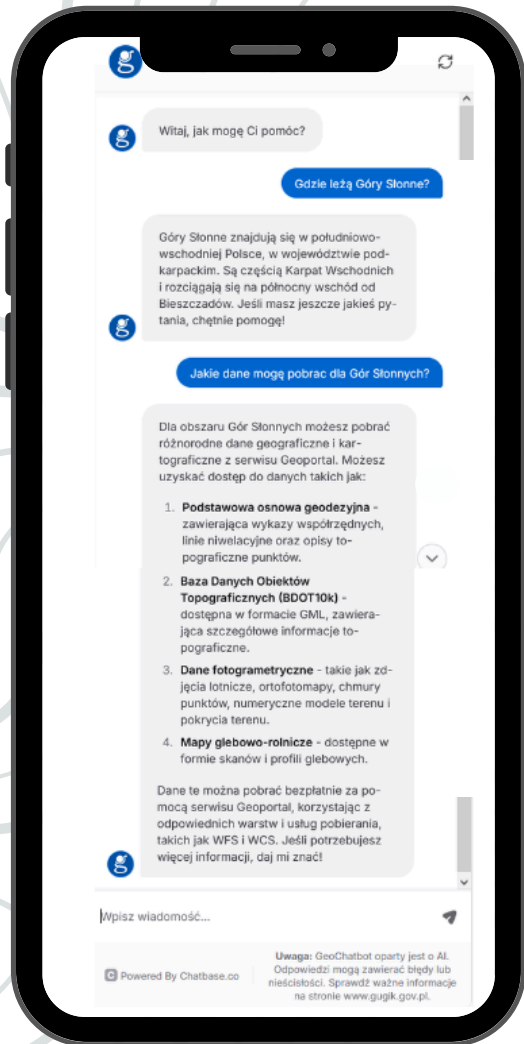 Witaj, jak mogę Ci pomóc?
Gdzie leżą Góry Słonne?
Góry Słonne znajdują się w południowo-
wschodniej Polsce, w województwie pod-
karpackim. Są częścią Karpat Wschodnich
i rozciągają się na północny wschód od
Bieszczadów. Jeśli masz jeszcze jakieś py-
tania, chętnie pomogę!
Jakie dane mogę pobrac dla Gór Słonnych?
Dla obszaru Gór Słonnych możesz pobrać
różnorodne dane geograficzne i kar-
tograficzne z serwisu Geoportal. Możesz
uzyskać dostęp do danych takich jak:
1. Podstawowa osnowa geodezyjna -
zawierająca wykazy współrzędnych,
linie niwelacyjne oraz opisy to-
pograficzne punktów.
2. Baza Danych Obiektów
Topograficznych (BDOT10k) -
dostępna w formacie GML, zawiera-
jąca szczegółowe informacje to-
pograficzne.
3. Dane fotogrametryczne - takie jak zd-
jęcia lotnicze, ortofotomapy, chmury
punktów, numeryczne modele terenu i
pokrycia terenu.
4. Mapy glebowo-rolnicze - dostępne w
formie skanów i profili glebowych.
Dane te można pobrać bezpłatnie za po-
mocą serwisu Geoportal, korzystając z
odpowiednich warstw i usług pobierania,
takich jak WFS i WCS. Jeśli potrzebujesz
więcej informacji, daj mi znać!
Wpisz wiadomość...
Powered By Chatbase.co
Uwaga: GeoChatbot oparty jest o AI.
Odpowiedzi mogą zawierać błędy lub
nieścisłości. Sprawdź ważne informacje
na stronie www.gugik.gov.pl.